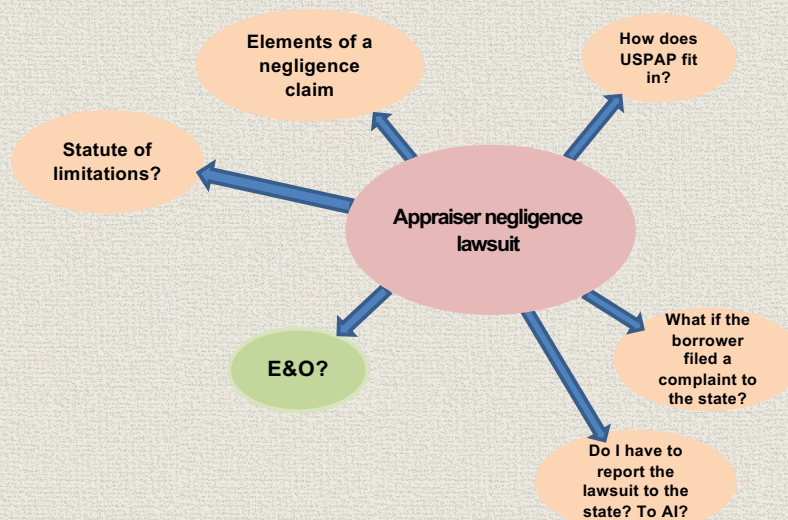 Elements of a
negligence
claim
How does
USPAP fit
in?
Statute of
limitations?
Appraiser negligence
lawsuit
E&O?
What if the
borrower
filed a
complaint to
the state?
Do I have to
report the
lawsuit to the
state? To AI?